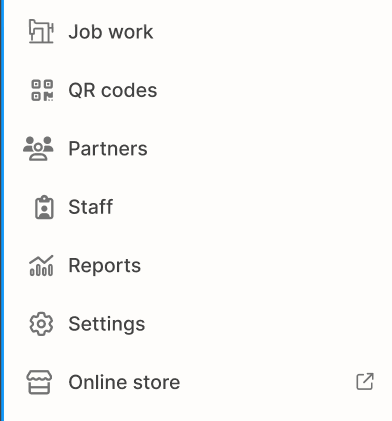 Job work
QR codes
Partners
Staff
Reports
Settings
Online store